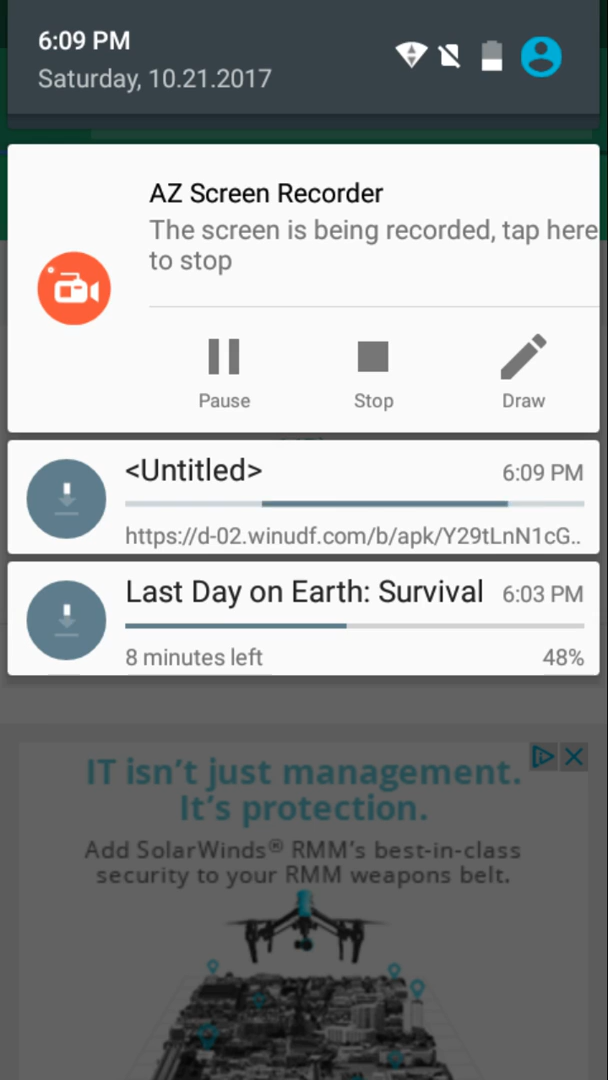 6:09 PM
Saturday, 10.21.2017
AZ Screen Recorder
The screen is being recorded, tap here
to stop
Pause
Stop
Draw
<Untitled>
6:09 PM
https://d-02.winudf.com/b/apk/Y29tLnN1cG..
Last Day on Earth: Survival
6:03 PM
8 minutes left
48%
IT isn't just management.
It's protection.
Add SolarWinds® RMM's best-in-class
security to your RMM weapons belt.